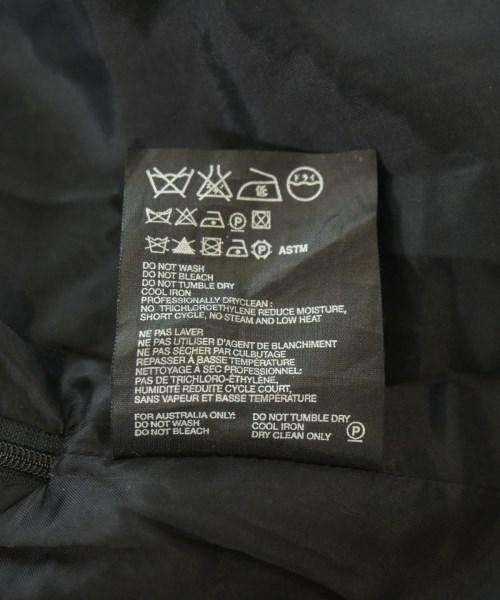 低 ドライ
P
ASTM
DO NOT WASH
DO NOT BLEACH
DO NOT TUMBLE DRY
COOL IRON
PROFESSIONALLY DRYCLEAN :
NO TRICHLOROETHYLENE REDUCE MOISTURE,
SHORT CYCLE, NO STEAM AND LOW HEAT
NE PAS LAVER
NE PAS UTILISER D'AGENT DE BLANCHIMENT
NE PAS SÉCHER PAR CULBUTAGE
REPASSER À BASSE TEMPÉRATURE
NETTOYAGE À SEC PROFESSIONNEL:
PAS DE TRICHLORO-ÉTHYLÈNE,
HUMIDITÉ RÉDUITE CYCLE COURT,
SANS VAPEUR ET BASSE TEMPÉRATURE
FOR AUSTRALIA ONLY: DO NOT TUMBLE DRY
DO NOT WASH COOL IRON
DO NOT BLEACH DRY CLEAN ONLY P